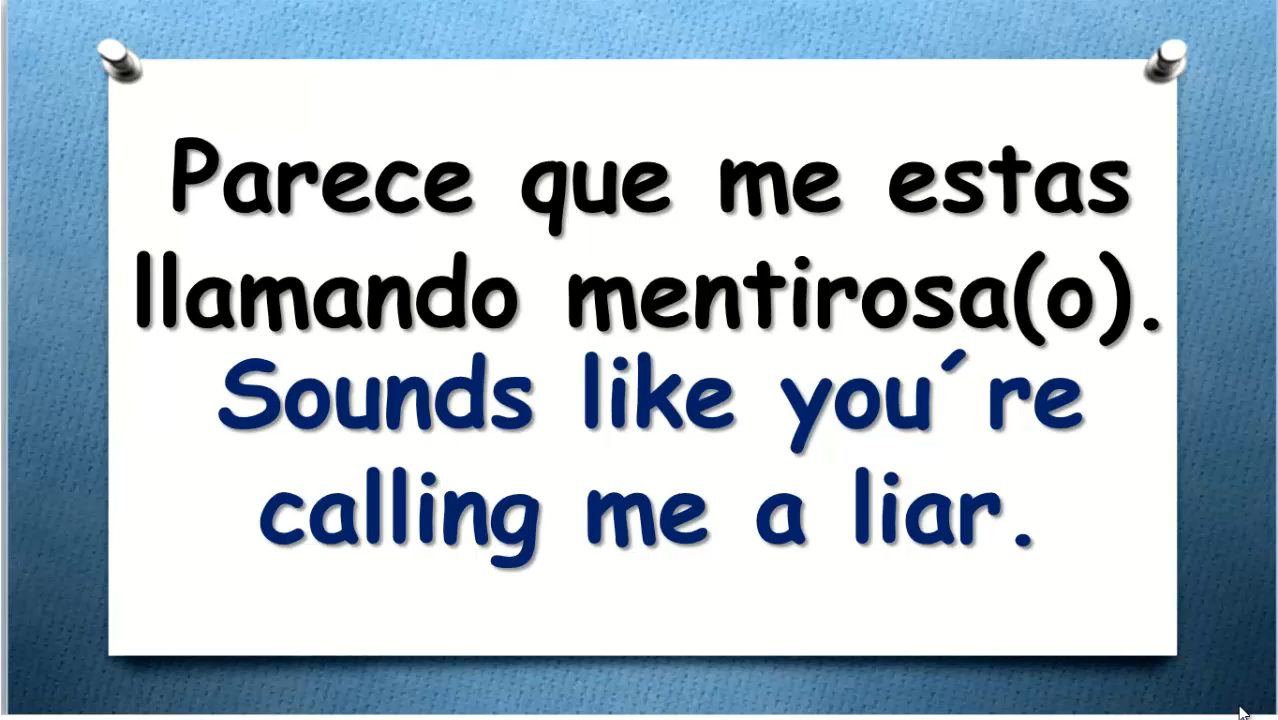 Parece que me estas
llamando mentirosa(o).
Sounds like you´re
calling me a liar.